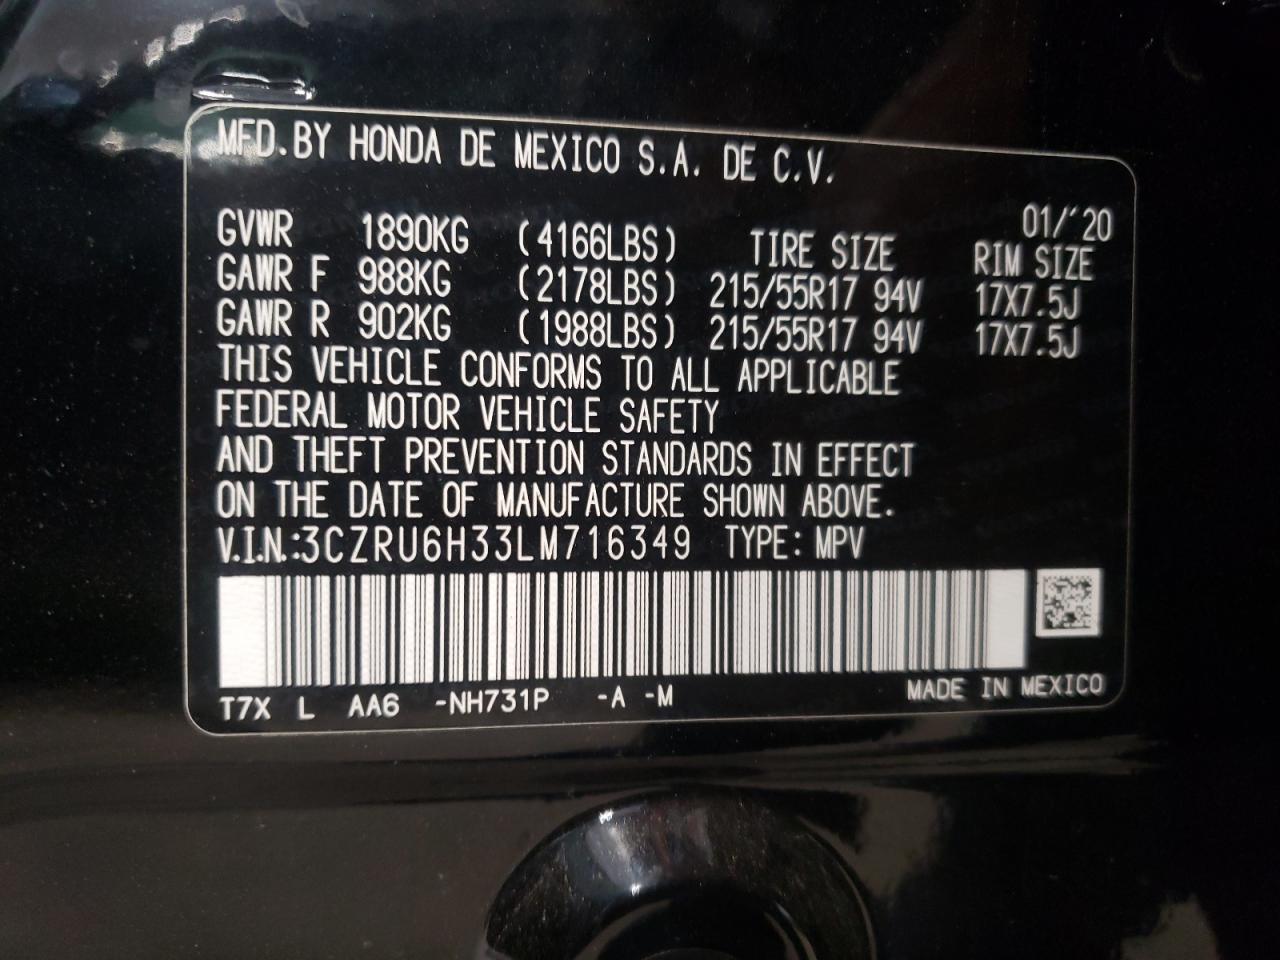 MFD.BY HONDA DE MEXICO S.A. DE C.V.
01/'20
GVWR 1890KG (4166LBS) TIRE SIZE RIM SIZE
GAWR F 988KG (2178LBS) 215/55R17 94V 17X7.5J
GAWR R 902KG (1988LBS) 215/55R17 94V 17X7.5J
THIS VEHICLE CONFORMS TO ALL APPLICABLE
FEDERAL MOTOR VEHICLE SAFETY
AND THEFT PREVENTION STANDARDS IN EFFECT
ON THE DATE OF MANUFACTURE SHOWN ABOVE.
V.I.N.:3CZRU6H33LM716349 TYPE: MPV
T7X L AA6 -NH731P -A -M MADE IN MEXICO